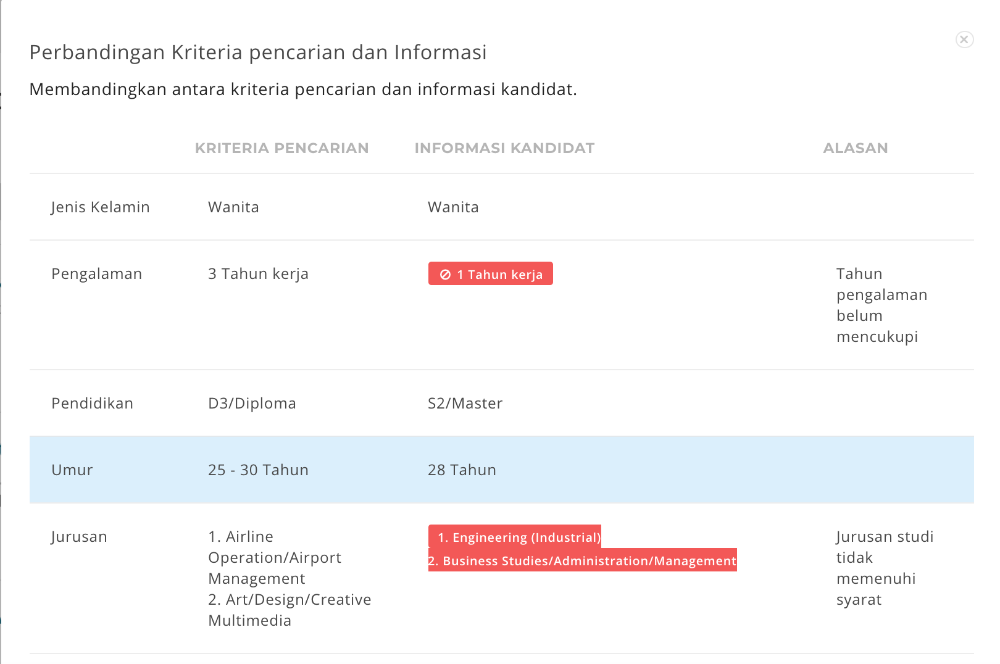 Perbandingan Kriteria pencarian dan Informasi
Membandingkan antara kriteria pencarian dan informasi kandidat.
KRITERIA PENCARIAN INFORMASI KANDIDAT ALASAN
Jenis Kelamin Wanita Wanita
Pengalaman 3 Tahun kerja 1 Tahun kerja Tahun
pengalaman
belum
mencukupi
Pendidikan D3/Diploma S2/Master
Umur 25 - 30 Tahun 28 Tahun
Jurusan 1. Airline
Operation/Airport
Management
2. Art/Design/Creative
Multimedia
1. Engineering (Industrial)
2. Business Studies/Administration/Management
Jurusan studi
tidak
memenuhi
syarat